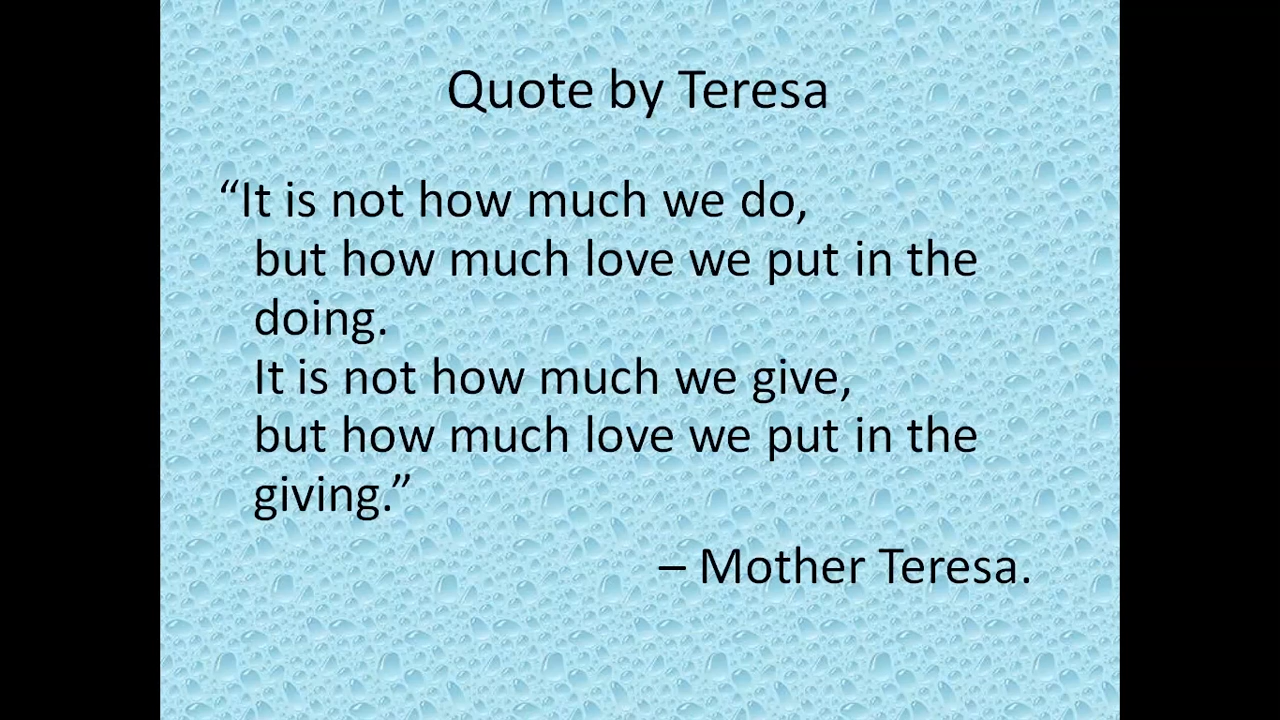 Quote by Teresa
“It is not how much we do,
but how much love we put in the
doing.
It is not how much we give,
but how much love we put in the
giving.”
– Mother Teresa.